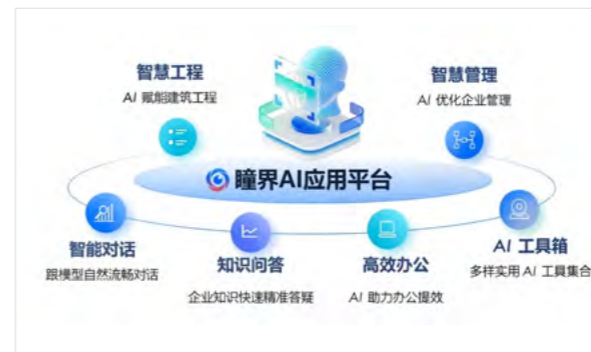 智慧工程
AI 赋能建筑工程
智慧管理
AI 优化企业管理
瞳界AI应用平台
智能对话
跟模型自然流畅对话
知识问答
企业知识快速精准答疑
高效办公
AI 助力办公提效
AI 工具箱
多样实用 AI 工具集合